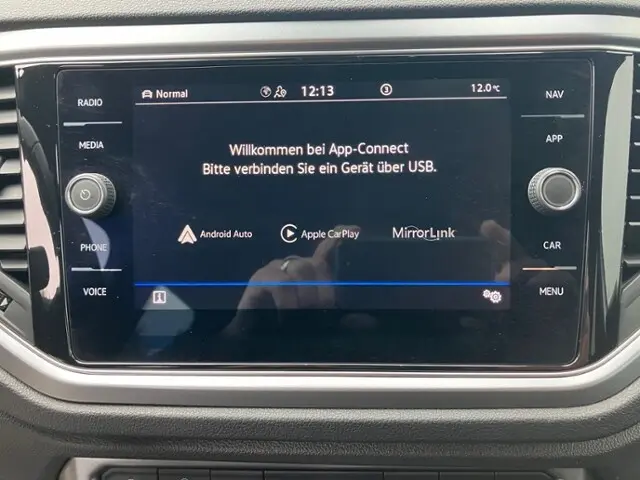 RADIO
MEDIA
PHONE
VOICE
Normal
12:13
3
12.0°C
Willkommen bei App-Connect
Bitte verbinden Sie ein Gerät über USB.
Android Auto
Apple CarPlay
MirrorLink
NAV
APP
CAR
MENU